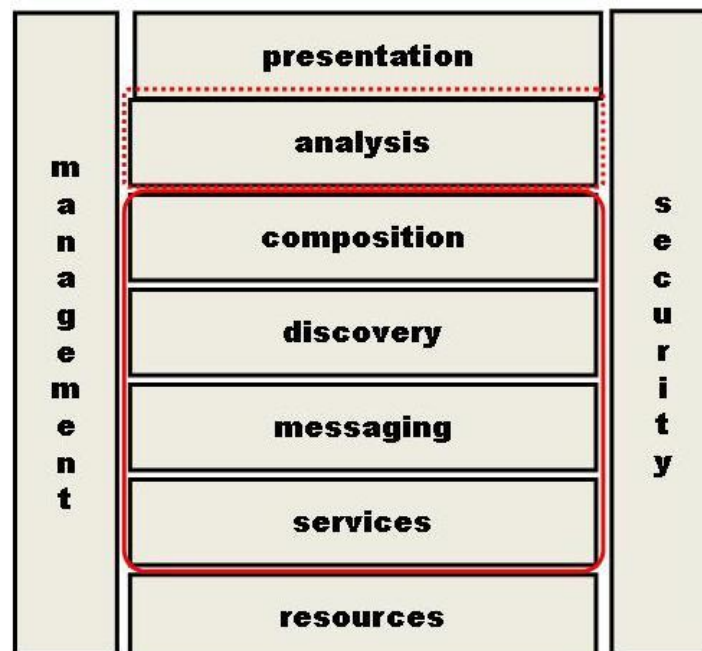 management
presentation
analysis
composition
discovery
messaging
services
resources
security